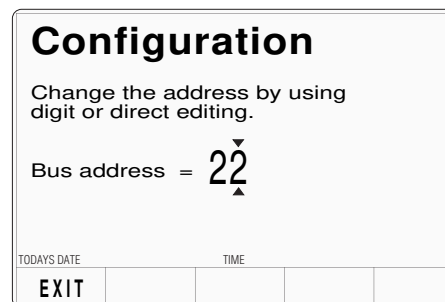 Configuration
Change the address by using
digit or direct editing.
Bus address = 22
TODAYS DATE TIME
EXIT